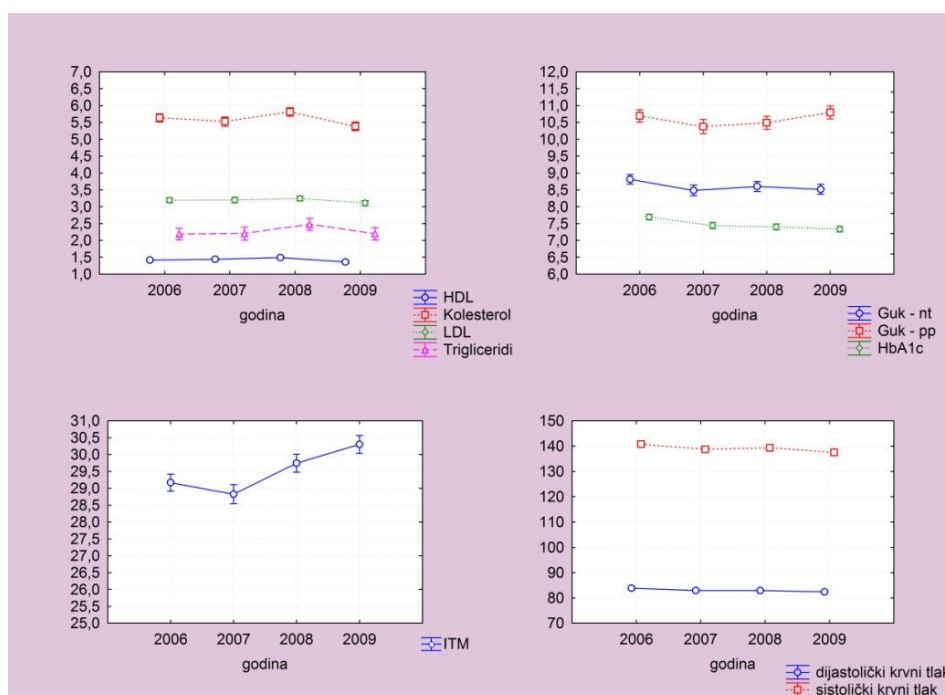 7,0
6,5
6,0
5,5
5,0
4,5
4,0
3,5
3,0
2,5
2,0
1,5
1,0
2006 2007 2008 2009
godina
HDL
Kolesterol
LDL
Trigliceridi
12,0
11,5
11,0
10,5
10,0
9,5
9,0
8,5
8,0
7,5
7,0
6,5
6,0
2006 2007 2008 2009
godina
Guk - nt
Guk - pp
HbA1c
31,0
30,5
30,0
29,5
29,0
28,5
28,0
27,5
27,0
26,5
26,0
25,5
25,0
2006 2007 2008 2009
godina
ITM
150
140
130
120
110
100
90
80
70
2006 2007 2008 2009
godina
dijastolički krvni tlak
sistolički krvni tlak